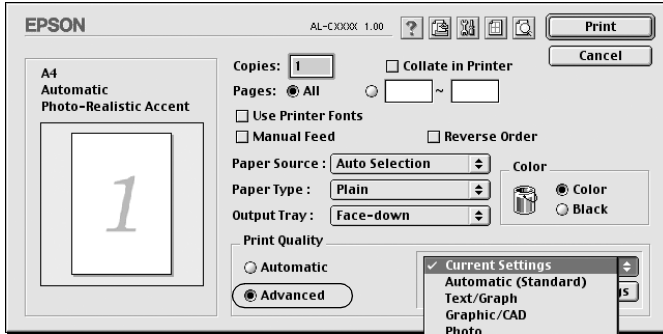 EPSON
AL-CXXXX 1.00
Print
Cancel
A4
Automatic
Photo-Realistic Accent
1
Copies: 1
Collate in Printer
Pages: All ~
Use Printer Fonts
Manual Feed
Reverse Order
Paper Source : Auto Selection
Paper Type : Plain
Output Tray : Face-down
Color
Color
Black
Print Quality
Automatic
Advanced
✓ Current Settings
Automatic (Standard)
Text/Graph
Graphic/CAD
Photo